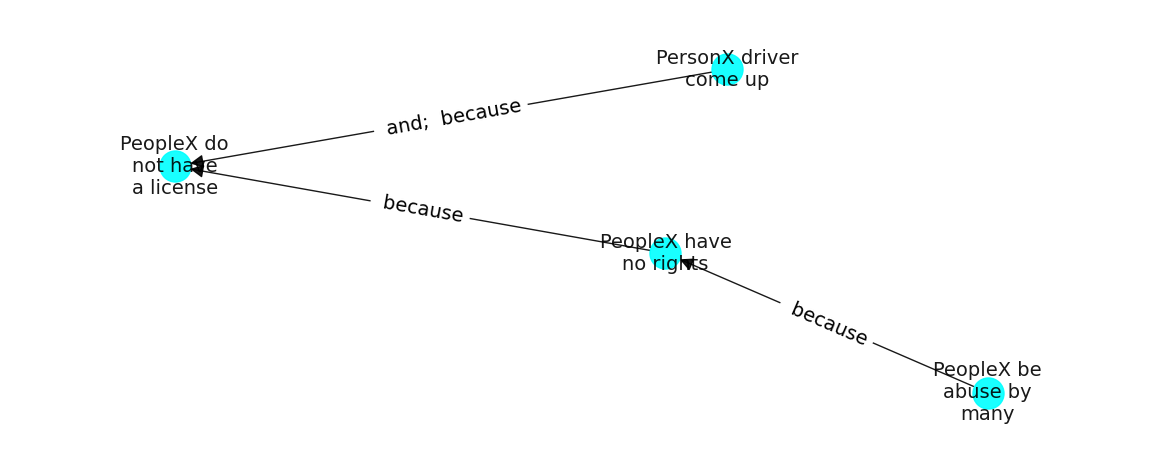 PersonX driver
come up
and;  because
PeopleX do
not have
a license
because
PeopleX have
no rights
because
PeopleX be
abuse by
many